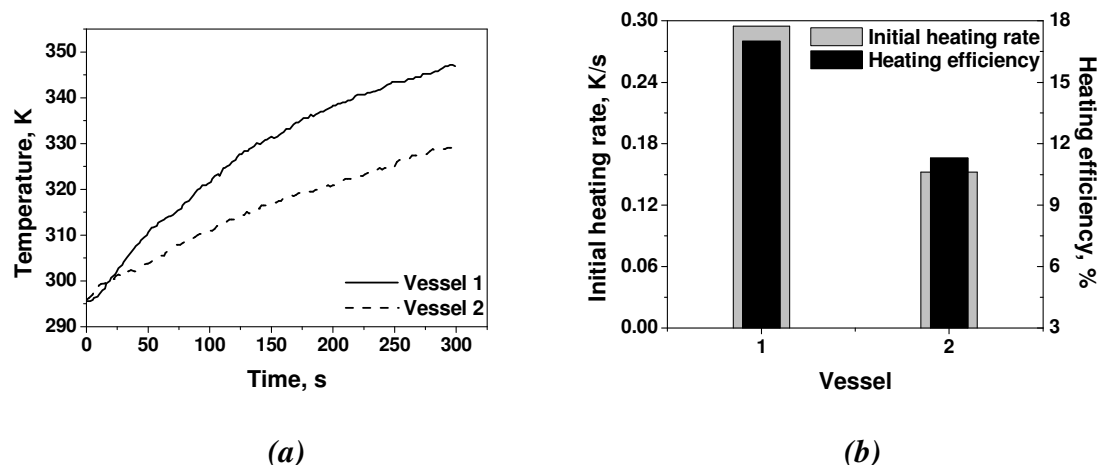 350
340
330
320
310
300
290
Temperature, K
0
50
100
150
200
250
300
Time, s
Vessel 1
Vessel 2
(a)
0.30
0.24
0.18
0.12
0.06
0.00
Initial heating rate, K/s
Initial heating rate
Heating efficiency
18
15
12
9
6
3
Heating efficiency, %
1
2
Vessel
(b)